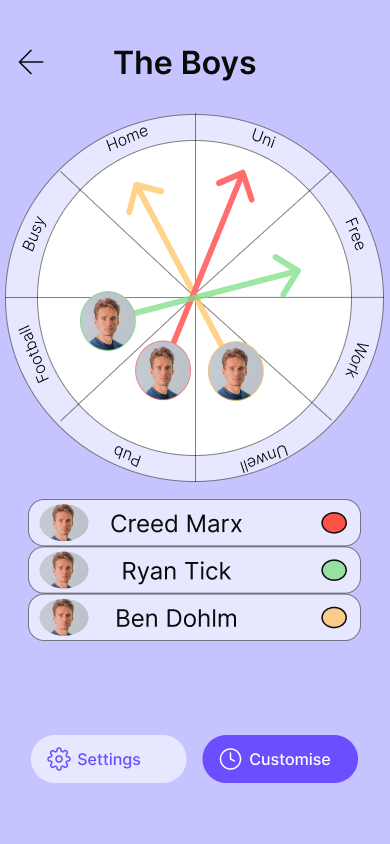 The Boys
Home
Uni
Busy
Free
Football
Work
Pub
Unwell
Creed Marx
Ryan Tick
Ben Dohlm
Settings
Customise